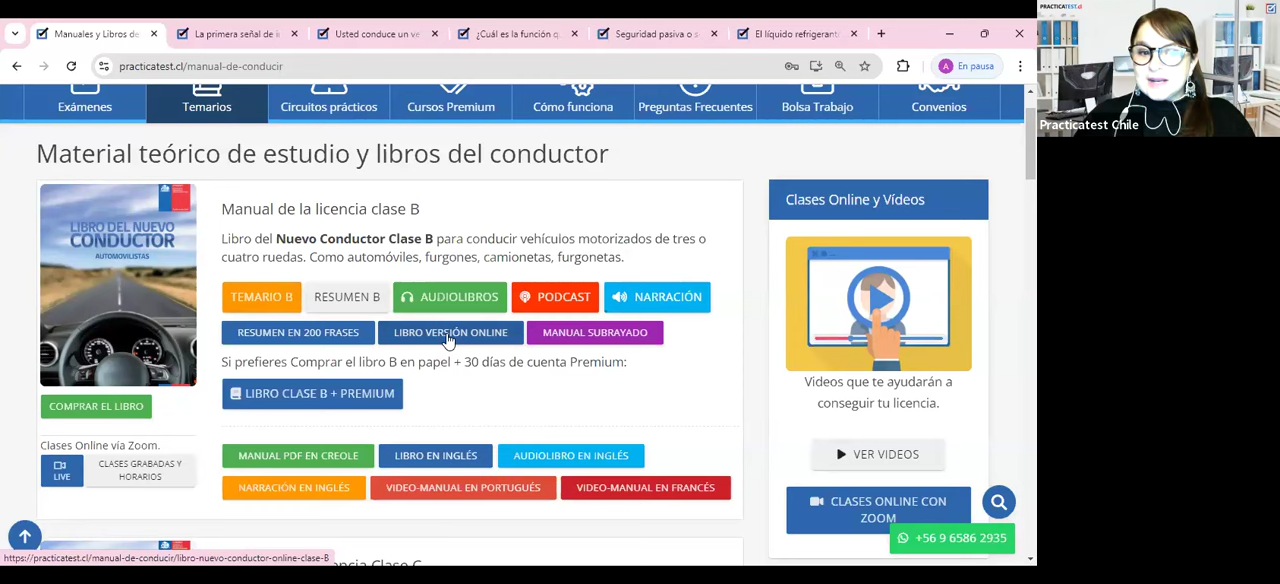 Manuales y Libros de
La primera señal de i
Usted conduce un ve
¿Cuál es la función q
Seguridad pasiva o s
El líquido refrigerant
practicatest.cl/manual-de-conducir
A
En pausa
PRACTICATEST.cl
Practicatest Chile
Exámenes
Temarios
Circuitos prácticos
Cursos Premium
Cómo funciona
Preguntas Frecuentes
Bolsa Trabajo
Convenios
Material teórico de estudio y libros del conductor
LIBRO DEL NUEVO
CONDUCTOR
AUTOMOVILISTAS
Manual de la licencia clase B
Libro del Nuevo Conductor Clase B para conducir vehículos motorizados de tres o
cuatro ruedas. Como automóviles, furgones, camionetas, furgonetas.
TEMARIO B
RESUMEN B
AUDIOLIBROS
PODCAST
NARRACIÓN
RESUMEN EN 200 FRASES
LIBRO VERSIÓN ONLINE
MANUAL SUBRAYADO
Si prefieres Comprar el libro B en papel + 30 días de cuenta Premium:
LIBRO CLASE B + PREMIUM
COMPRAR EL LIBRO
Clases Online vía Zoom.
LIVE
CLASES GRABADAS Y
HORARIOS
MANUAL PDF EN CREOLE
LIBRO EN INGLÉS
AUDIOLIBRO EN INGLÉS
NARRACIÓN EN INGLÉS
VIDEO-MANUAL EN PORTUGUÉS
VIDEO-MANUAL EN FRANCÉS
Clases Online y Vídeos
Videos que te ayudarán a
conseguir tu licencia.
VER VIDEOS
CLASES ONLINE CON
ZOOM
+56 9 6586 2935
https://practicatest.cl/manual-de-conducir/libro-nuevo-conductor-online-clase-B